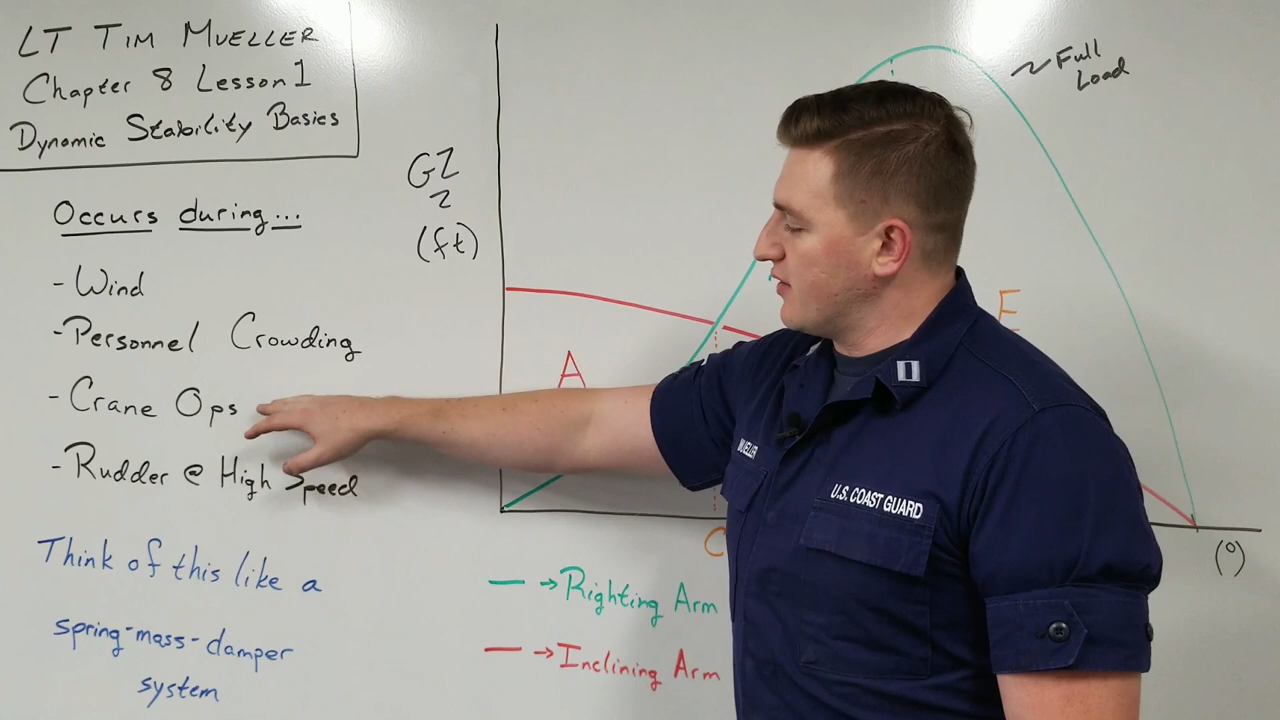 LT TIM MUELLER
Chapter 8 Lesson 1
Dynamic Stability Basics
Occurs during...
- Wind
- Personnel Crowding
- Crane Ops
- Rudder @ High Speed
Think of this like a
spring-mass-damper
system
GZ
(ft)
Full
Load
A
E
C
(°)
→ Righting Arm
→ Inclining Arm
MUELLER
U.S. COAST GUARD